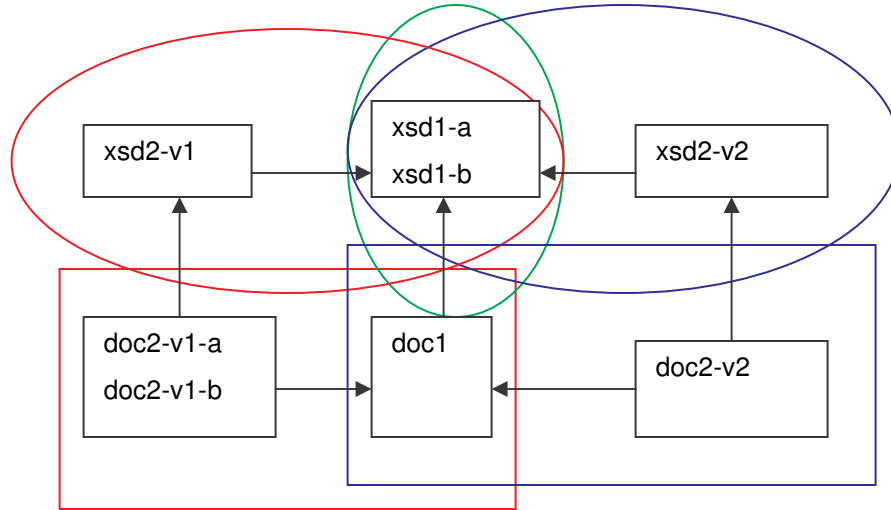 xsd2-v1
xsd1-a
xsd1-b
xsd2-v2
doc2-v1-a
doc2-v1-b
doc1
doc2-v2